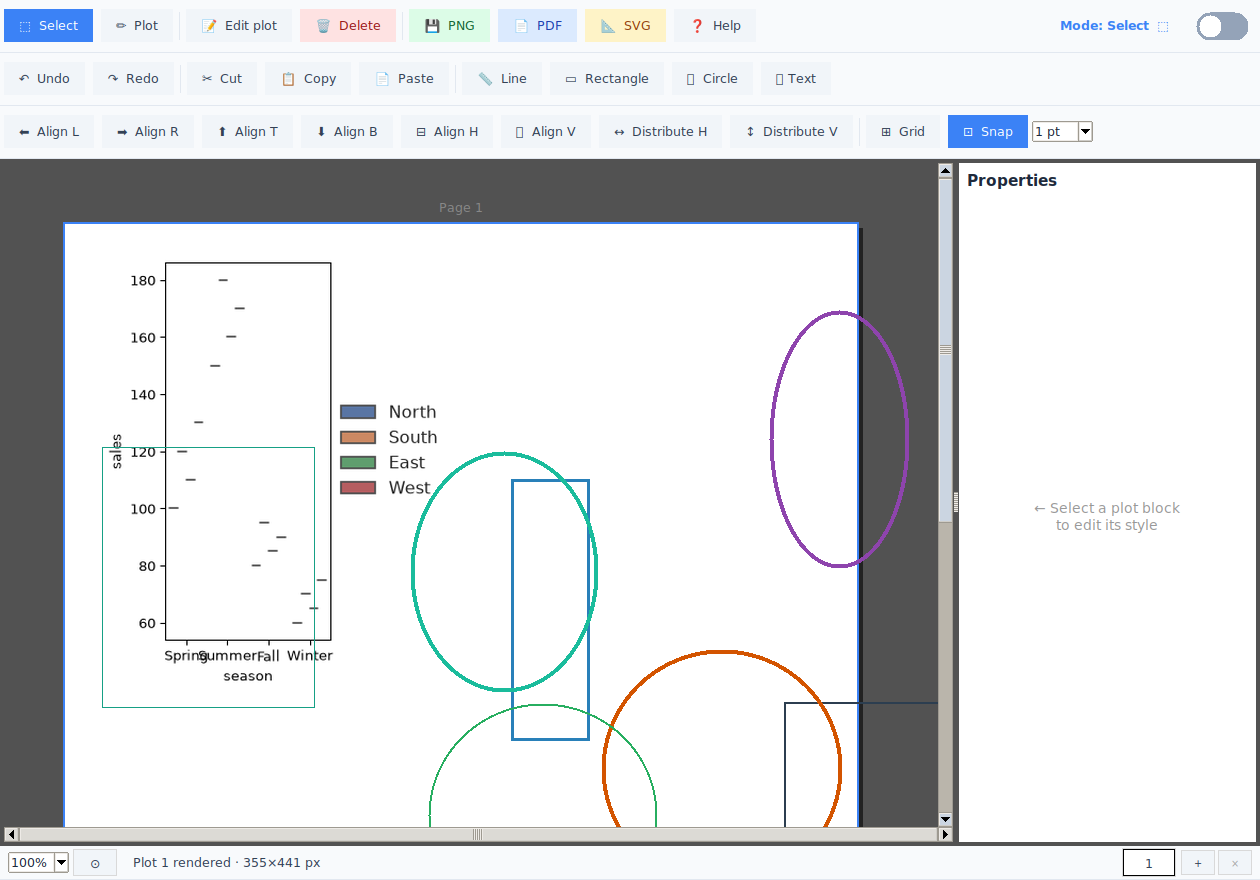 Select Plot Edit plot Delete PNG PDF SVG Help Mode: Select
Undo Redo Cut Copy Paste Line Rectangle Circle Text
Align L Align R Align T Align B Align H Align V Distribute H Distribute V Grid Snap 1 pt
Properties
Page 1
180
160
140
120
100
80
60
sales
Spring Summer Fall Winter
season
North
South
East
West
← Select a plot block
to edit its style
100% Plot 1 rendered · 355×441 px 1 + ×